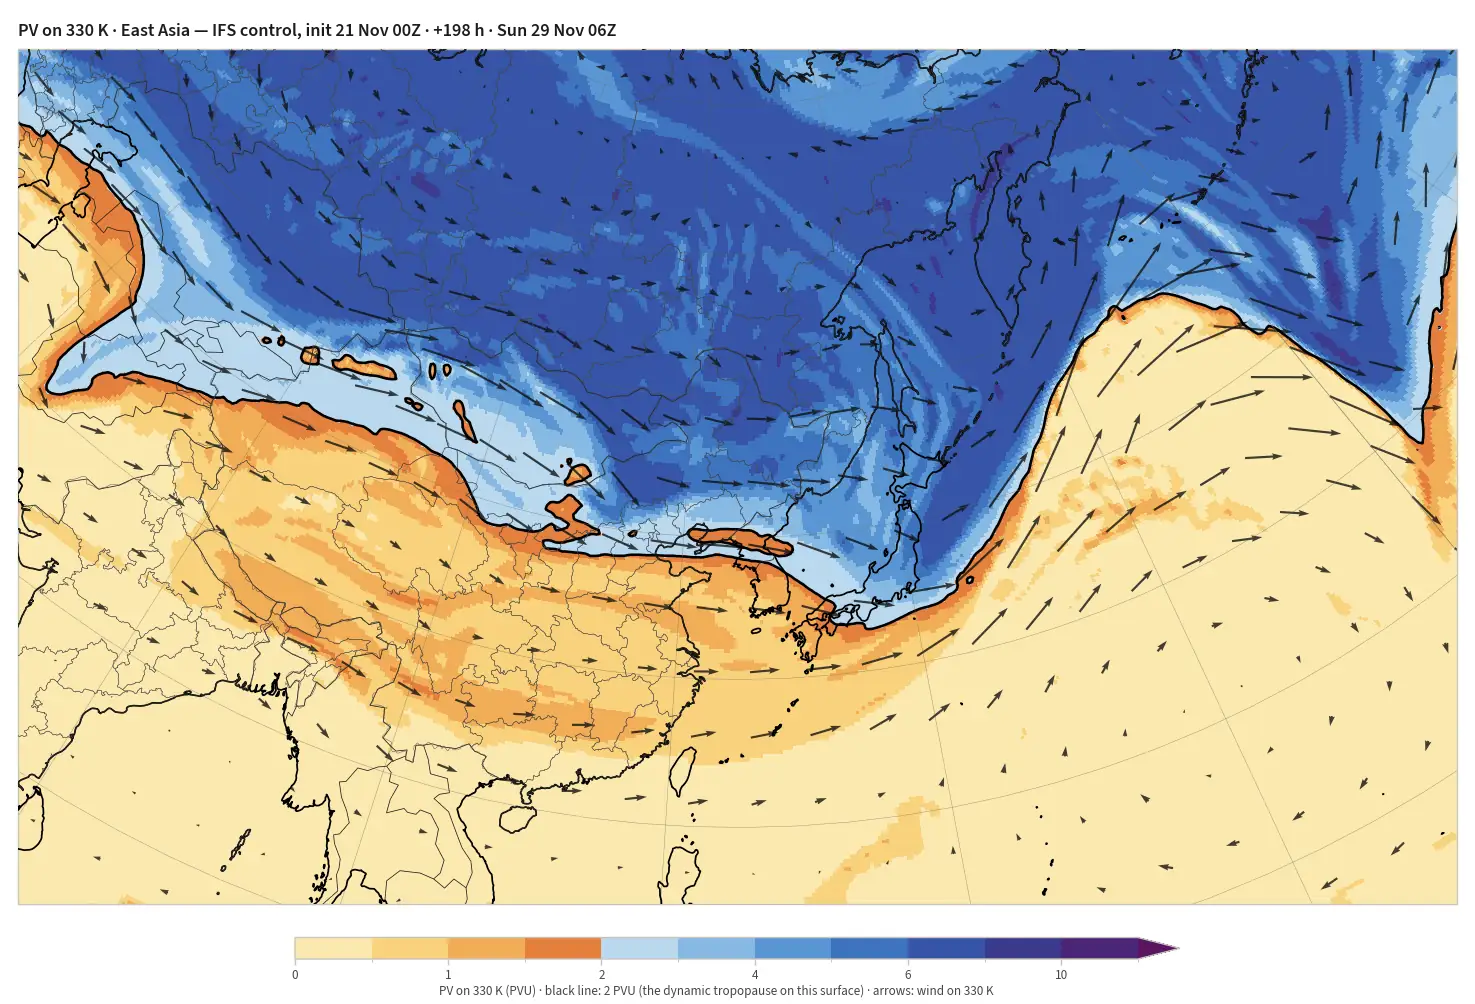 PV on 330 K · East Asia — IFS control, init 21 Nov 00Z · +198 h · Sun 29 Nov 06Z
0 1 2 4 6 10
PV on 330 K (PVU) · black line: 2 PVU (the dynamic tropopause on this surface) · arrows: wind on 330 K